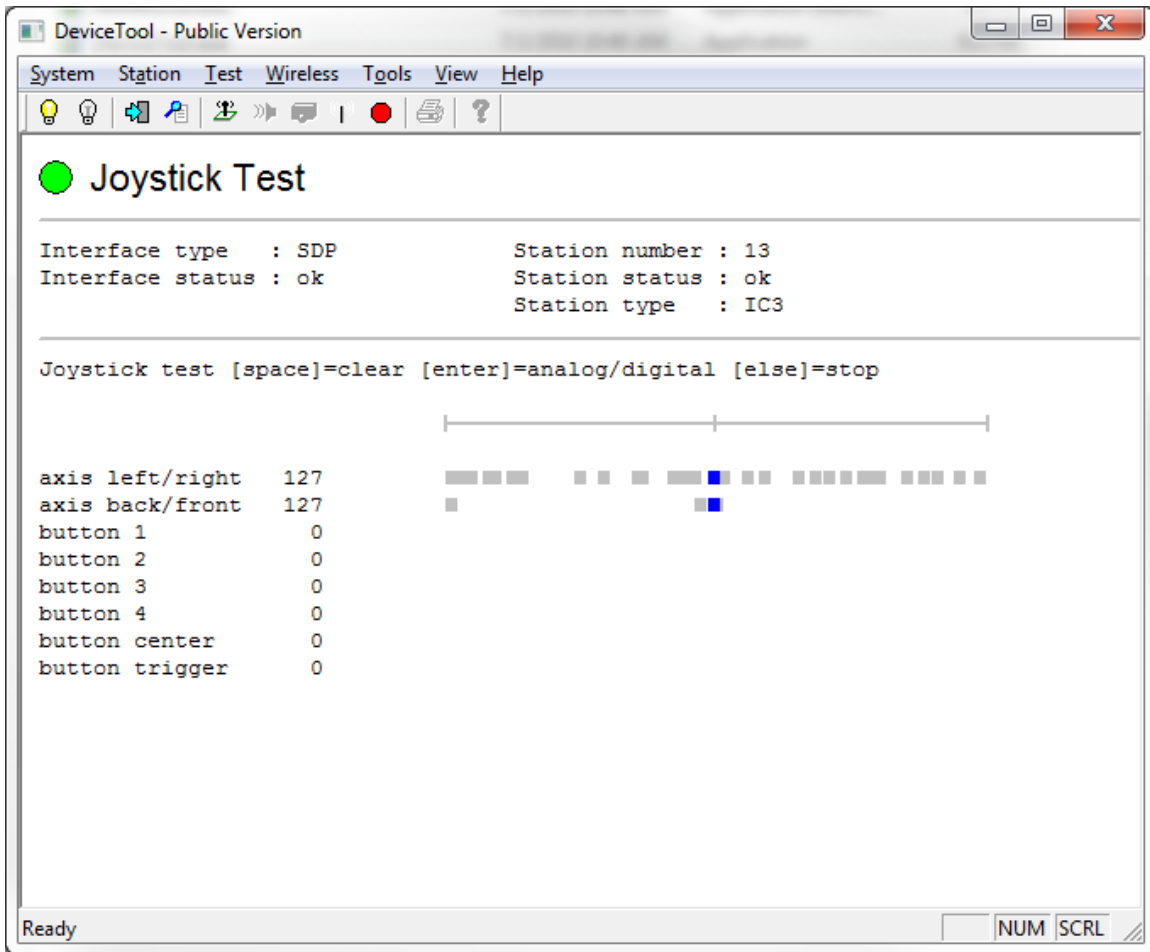 DeviceTool - Public Version
System Station Test Wireless Tools View Help
Joystick Test
Interface type : SDP Station number : 13
Interface status : ok Station status : ok
Station type : IC3
Joystick test [space]=clear [enter]=analog/digital [else]=stop
axis left/right 127
axis back/front 127
button 1 0
button 2 0
button 3 0
button 4 0
button center 0
button trigger 0
Ready NUM SCRL